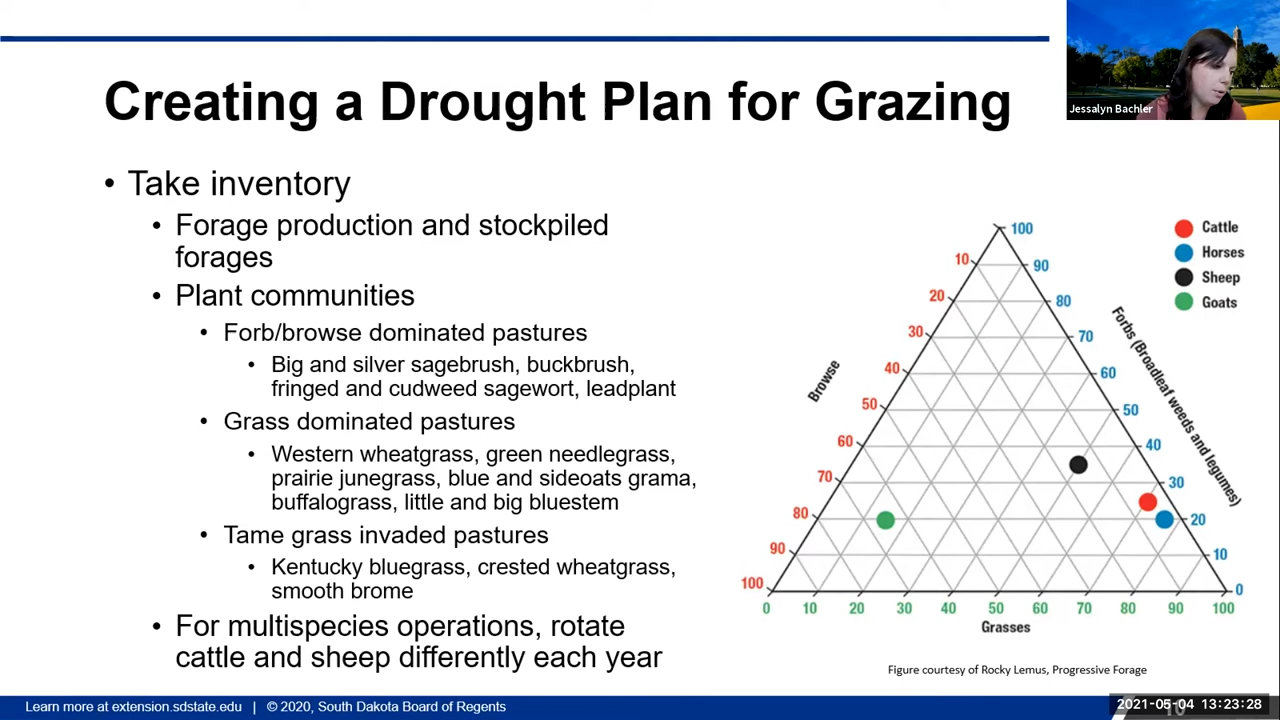 Creating a Drought Plan for Grazing
Jessalyn Bachler
• Take inventory
• Forage production and stockpiled
forages
• Plant communities
• Forb/browse dominated pastures
• Big and silver sagebrush, buckbrush,
fringed and cudweed sagewort, leadplant
• Grass dominated pastures
• Western wheatgrass, green needlegrass,
prairie junegrass, blue and sideoats grama,
buffalograss, little and big bluestem
• Tame grass invaded pastures
• Kentucky bluegrass, crested wheatgrass,
smooth brome
• For multispecies operations, rotate
cattle and sheep differently each year
Cattle
Horses
Sheep
Goats
Browse
10
20
30
40
50
60
70
80
90
100
Forbs (Broadleaf weeds and legumes)
100
90
80
70
60
50
40
30
20
10
0
0 10 20 30 40 50 60 70 80 90 100
Grasses
Figure courtesy of Rocky Lemus, Progressive Forage
Learn more at extension.sdstate.edu | © 2020, South Dakota Board of Regents
2021-05-04 13:23:28